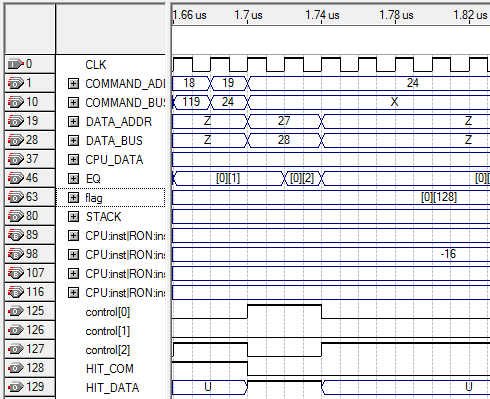 1.66 us 1.7 us 1.74 us 1.78 us 1.82 us
0 CLK
1 COMMAND_ADI 18 19 24
10 COMMAND_BUS 119 24 X
19 DATA_ADDR Z 27 Z
28 DATA_BUS Z 28 Z
37 CPU_DATA
46 EQ [0][1] [0][2] [0]
63 flag [0][128]
80 STACK
89 CPU:inst|RON:ins
98 CPU:inst|RON:ins -16
107 CPU:inst|RON:ins
116 CPU:inst|RON:ins
125 control[0]
126 control[1]
127 control[2]
128 HIT_COM
129 HIT_DATA U U